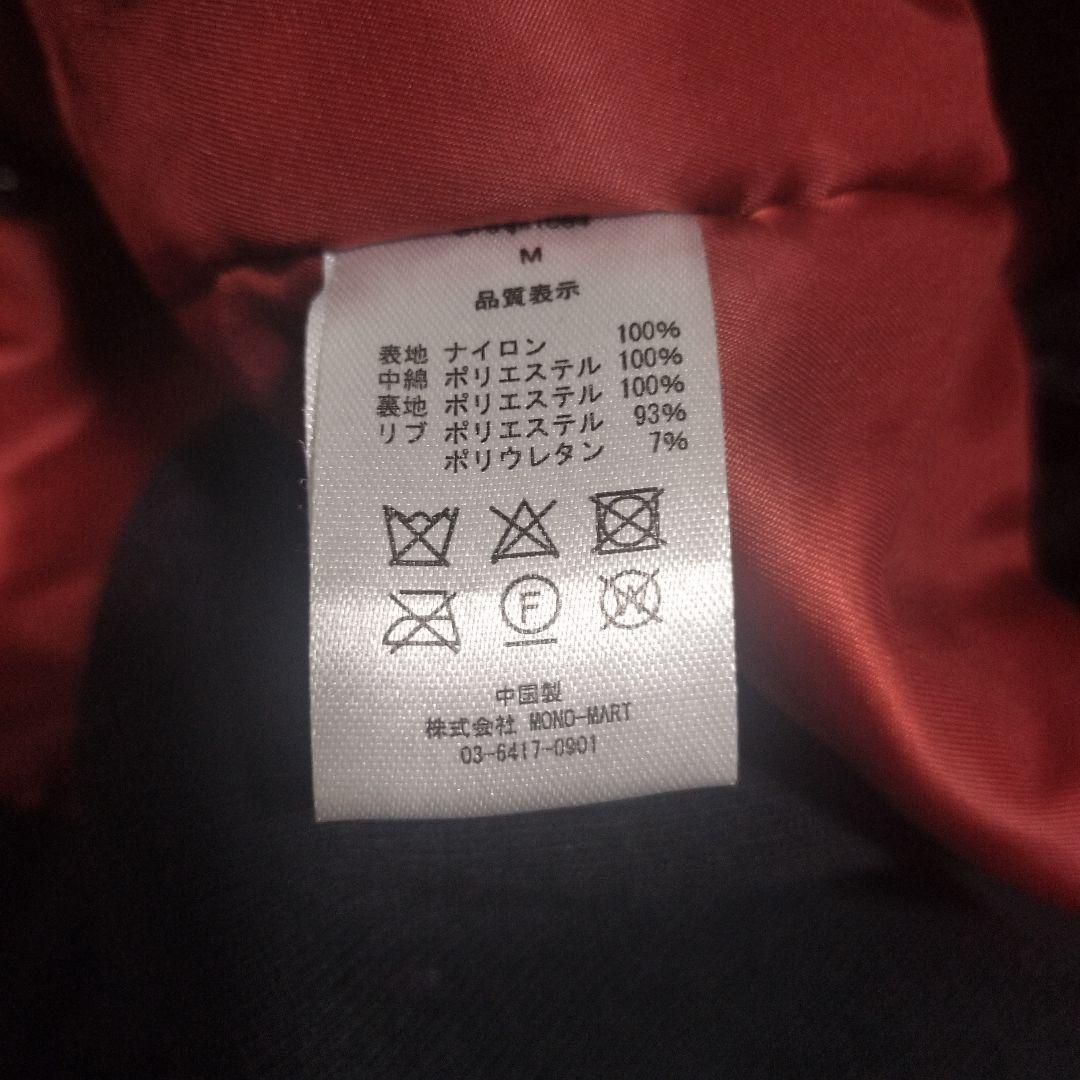 M
品質表示
表地 ナイロン 100%
中綿 ポリエステル 100%
裏地 ポリエステル 100%
リブ ポリエステル 93%
ポリウレタン 7%
F
W
中国製
株式会社 MONO-MART
03-6417-0901